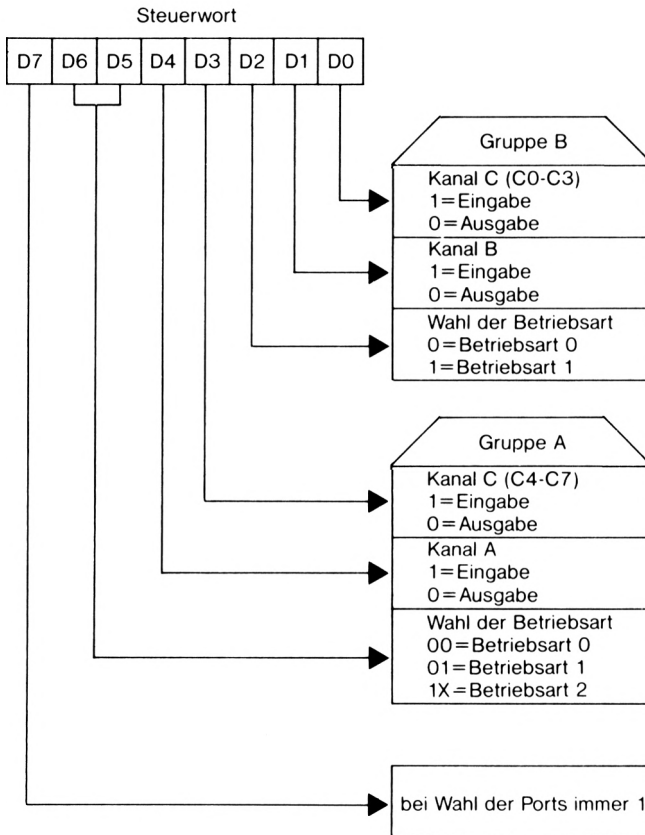 Steuerwort
D7 D6 D5 D4 D3 D2 D1 D0
Gruppe B
Kanal C (C0-C3)
1=Eingabe
0=Ausgabe
Kanal B
1=Eingabe
0=Ausgabe
Wahl der Betriebsart
0=Betriebsart 0
1=Betriebsart 1
Gruppe A
Kanal C (C4-C7)
1=Eingabe
0=Ausgabe
Kanal A
1=Eingabe
0=Ausgabe
Wahl der Betriebsart
00=Betriebsart 0
01=Betriebsart 1
1X=Betriebsart 2
bei Wahl der Ports immer 1